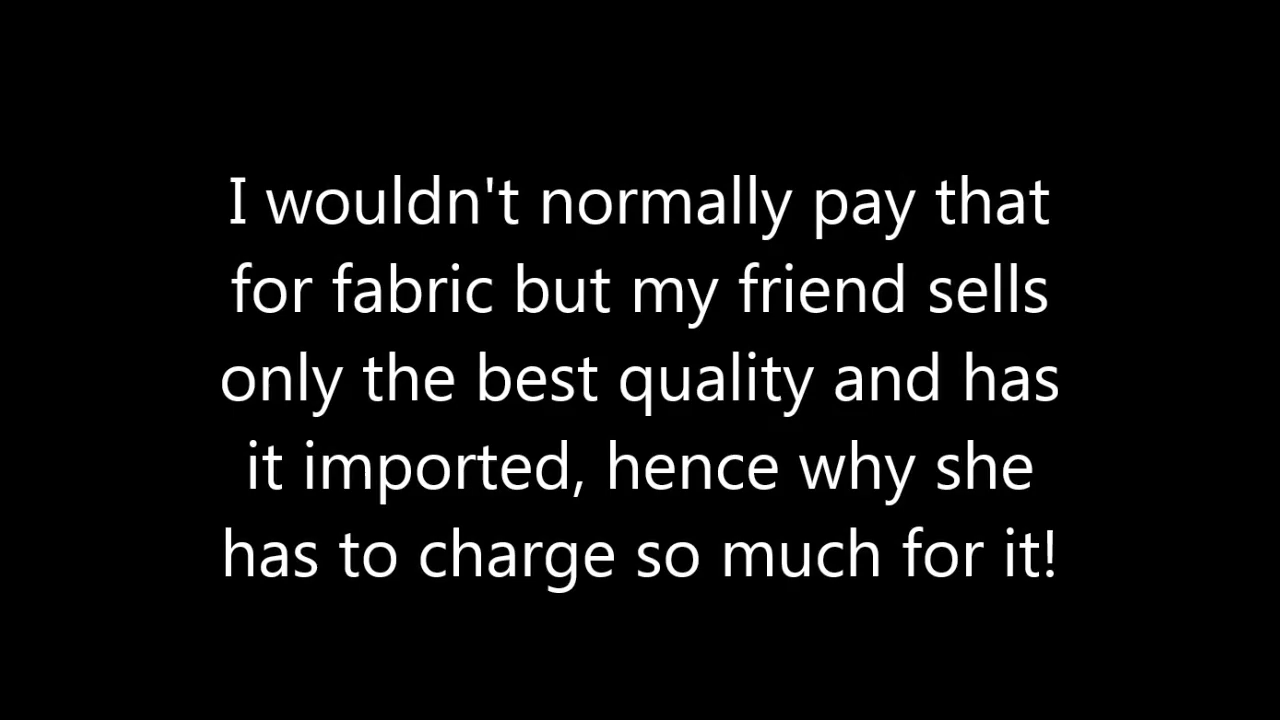 I wouldn't normally pay that
for fabric but my friend sells
only the best quality and has
it imported, hence why she
has to charge so much for it!